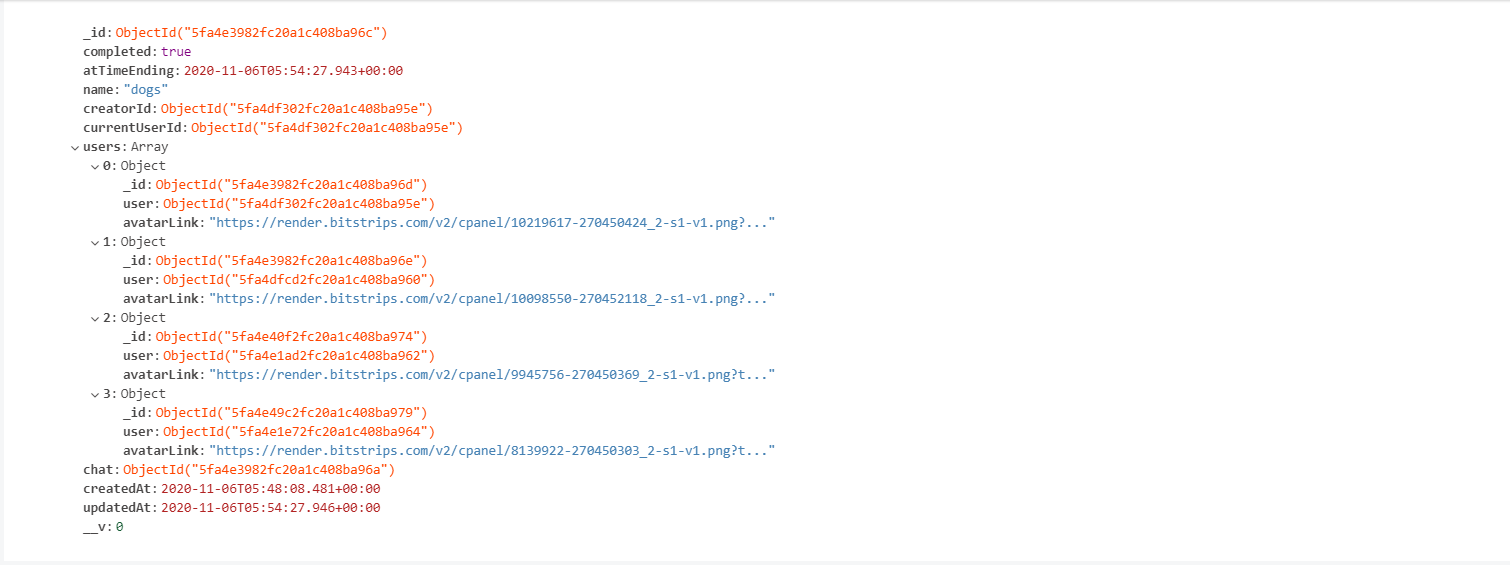 _id: ObjectId("5fa4e3982fc20a1c408ba96c")
completed: true
atTimeEnding: 2020-11-06T05:54:27.943+00:00
name: "dogs"
creatorId: ObjectId("5fa4df302fc20a1c408ba95e")
currentUserId: ObjectId("5fa4df302fc20a1c408ba95e")
users: Array
0: Object
_id: ObjectId("5fa4e3982fc20a1c408ba96d")
user: ObjectId("5fa4df302fc20a1c408ba95e")
avatarLink: "https://render.bitstrips.com/v2/cpanel/10219617-270450424_2-s1-v1.png?..."
1: Object
_id: ObjectId("5fa4e3982fc20a1c408ba96e")
user: ObjectId("5fa4dfcd2fc20a1c408ba960")
avatarLink: "https://render.bitstrips.com/v2/cpanel/10098550-270452118_2-s1-v1.png?..."
2: Object
_id: ObjectId("5fa4e40f2fc20a1c408ba974")
user: ObjectId("5fa4e1ad2fc20a1c408ba962")
avatarLink: "https://render.bitstrips.com/v2/cpanel/9945756-270450369_2-s1-v1.png?t..."
3: Object
_id: ObjectId("5fa4e49c2fc20a1c408ba979")
user: ObjectId("5fa4e1e72fc20a1c408ba964")
avatarLink: "https://render.bitstrips.com/v2/cpanel/8139922-270450303_2-s1-v1.png?t..."
chat: ObjectId("5fa4e3982fc20a1c408ba96a")
createdAt: 2020-11-06T05:48:08.481+00:00
updatedAt: 2020-11-06T05:54:27.946+00:00
__v: 0